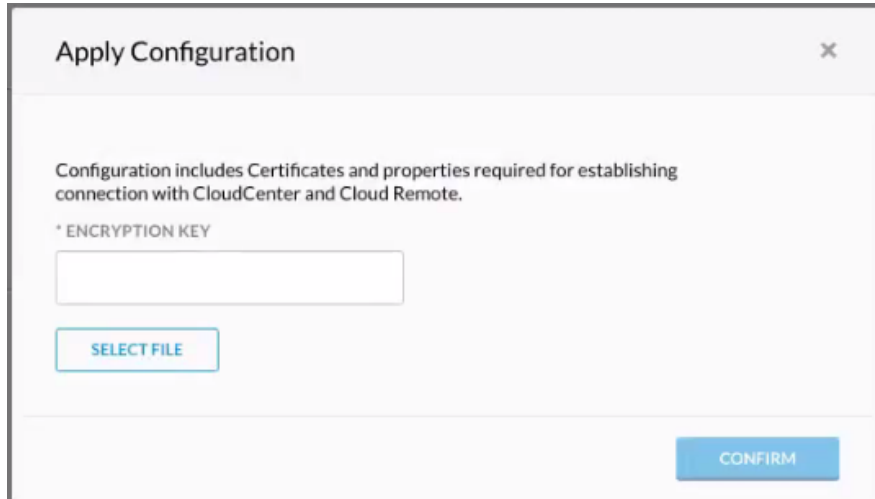 Apply Configuration
Configuration includes Certificates and properties required for establishing
connection with CloudCenter and Cloud Remote.
* ENCRYPTION KEY
SELECT FILE
CONFIRM